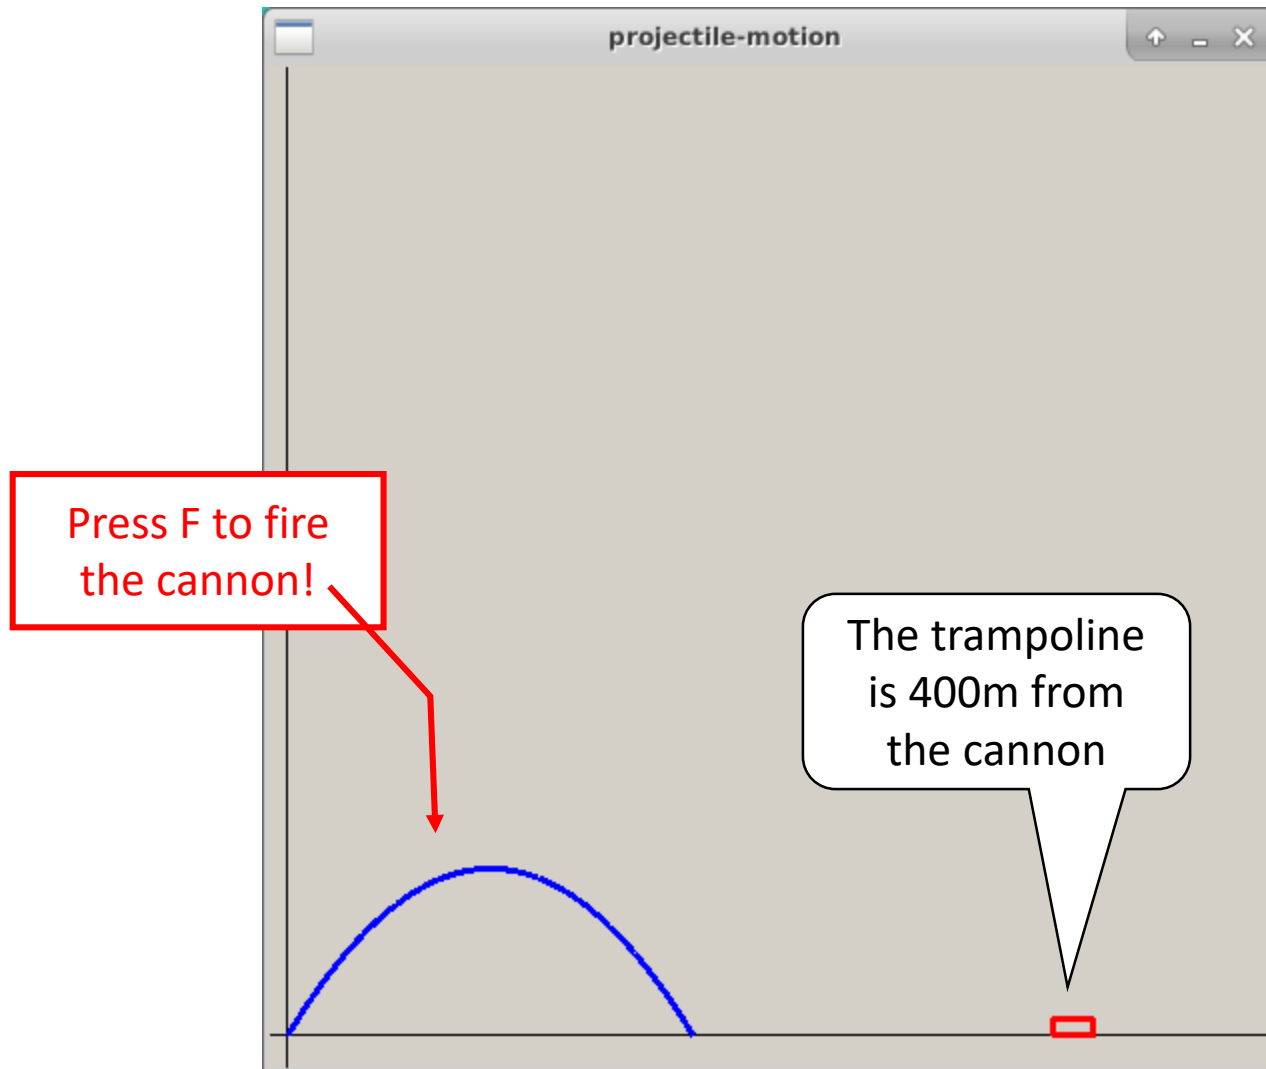 projectile-motion
Press F to fire
the cannon!
The trampoline
is 400m from
the cannon